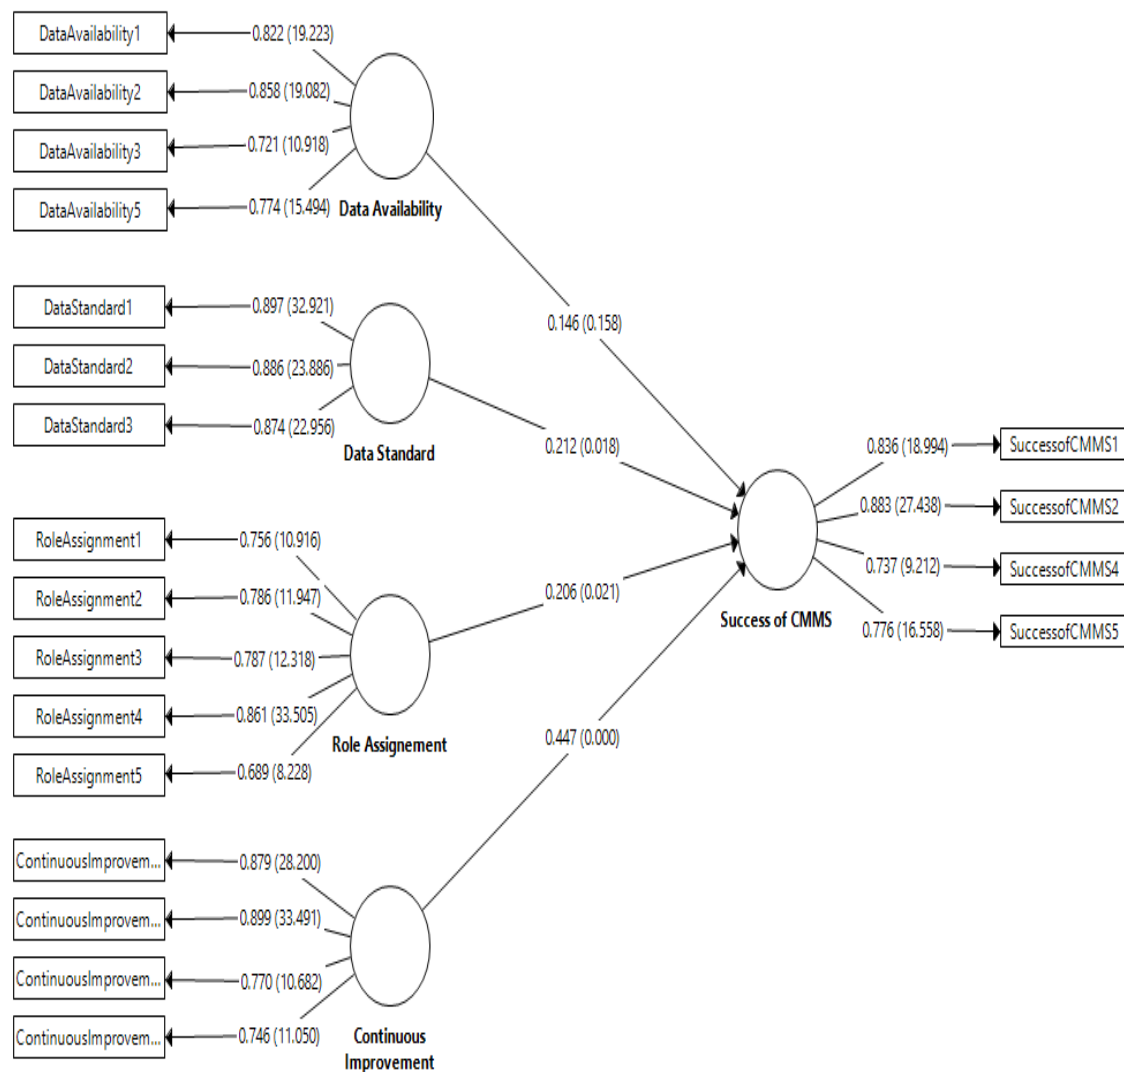 DataAvailability1
0.822 (19.223)
DataAvailability2
0.858 (19.082)
DataAvailability3
0.721 (10.918)
DataAvailability5
0.774 (15.494)
Data Availability
0.146 (0.158)
DataStandard1
0.897 (32.921)
DataStandard2
0.886 (23.886)
DataStandard3
0.874 (22.956)
Data Standard
0.212 (0.018)
RoleAssignment1
0.756 (10.916)
RoleAssignment2
0.786 (11.947)
RoleAssignment3
0.787 (12.318)
RoleAssignment4
0.861 (33.505)
RoleAssignment5
0.689 (8.228)
Role Assignement
0.206 (0.021)
ContinuousImprovem...
0.879 (28.200)
ContinuousImprovem...
0.899 (33.491)
ContinuousImprovem...
0.770 (10.682)
ContinuousImprovem...
0.746 (11.050)
Continuous
Improvement
0.447 (0.000)
Success of CMMS
0.836 (18.994)
SuccessofCMMS1
0.883 (27.438)
SuccessofCMMS2
0.737 (9.212)
SuccessofCMMS4
0.776 (16.558)
SuccessofCMMS5